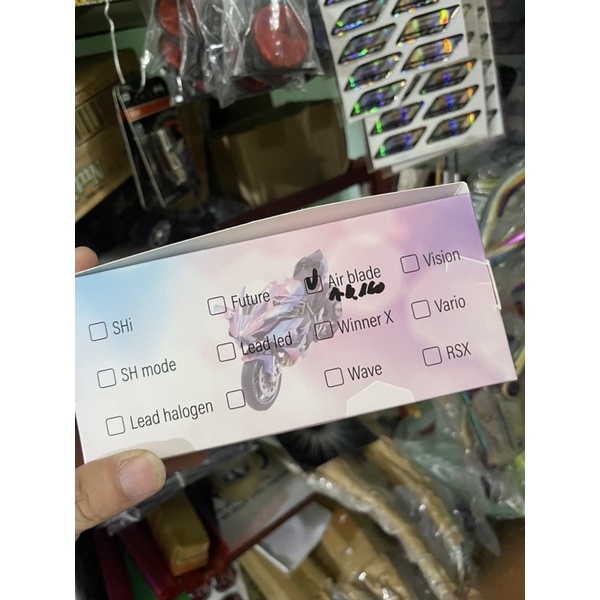 SHi
Future
Air blade
A.b 160
Vision
SH mode
Lead led
Winner X
Vario
Lead halogen
Wave
RSX